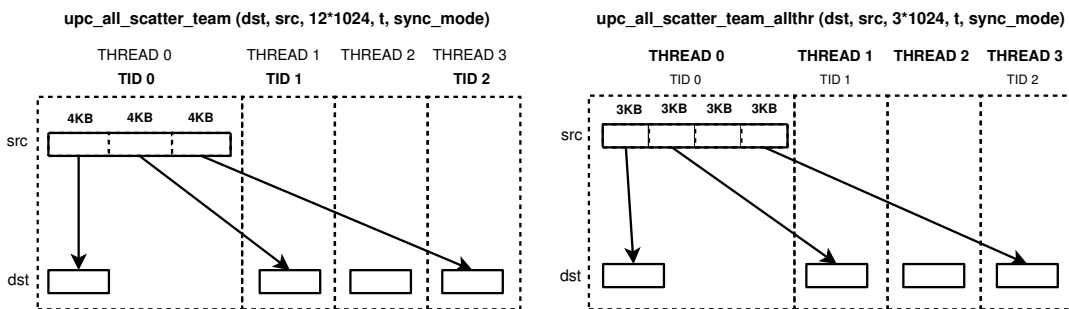 upc_all_scatter_team (dst, src, 12*1024, t, sync_mode)
THREAD 0 THREAD 1 THREAD 2 THREAD 3
TID 0 TID 1 TID 2
4KB 4KB 4KB
src
dst
upc_all_scatter_team_allthr (dst, src, 3*1024, t, sync_mode)
THREAD 0 THREAD 1 THREAD 2 THREAD 3
TID 0 TID 1 TID 2
3KB 3KB 3KB 3KB
src
dst